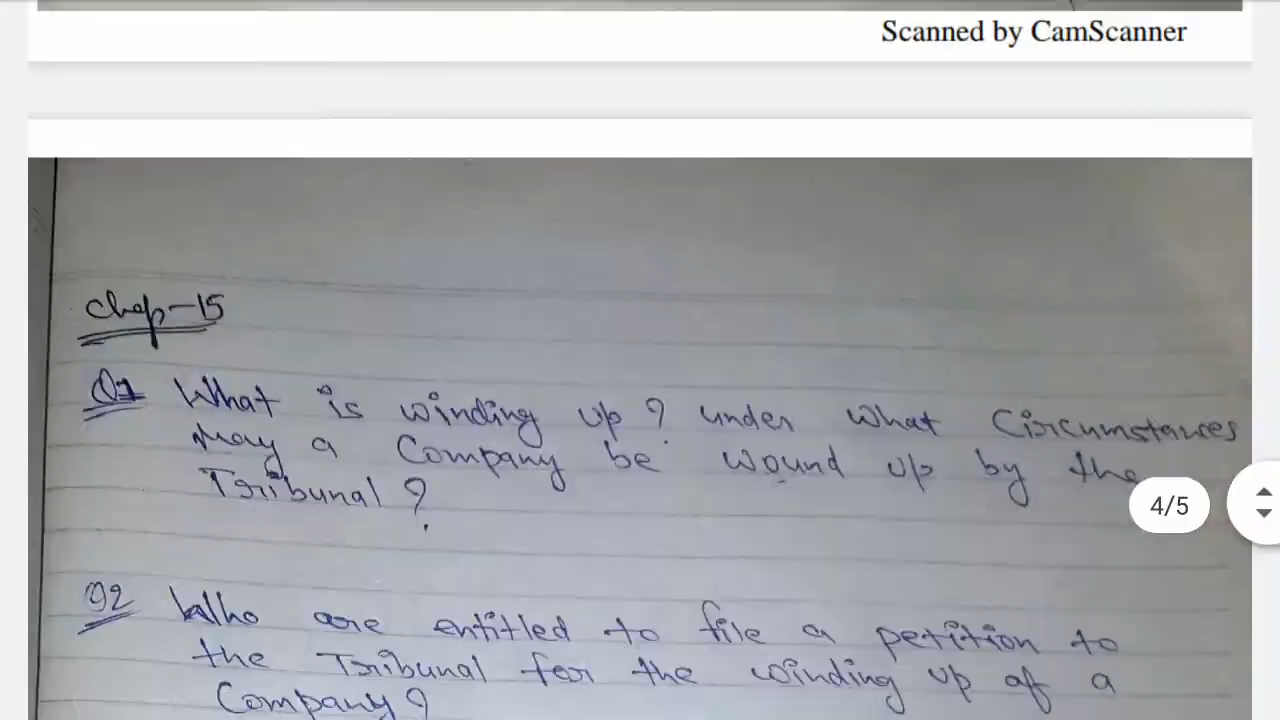 Scanned by CamScanner
Chap-15
Q1 What is winding up? under what Circumstances
may a Company be wound up by the
Tribunal?
4/5
Q2 Who are entitled to file a petition to
the Tribunal for the winding up of a
Company?